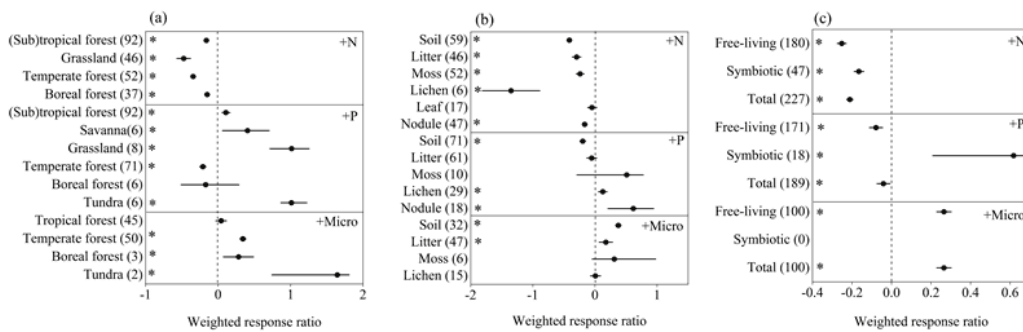 (a)
(Sub)tropical forest (92) * +N
Grassland (46) *
Temperate forest (52) *
Boreal forest (37) *
(Sub)tropical forest (92) * +P
Savanna(6) *
Grassland (8) *
Temperate forest (71) *
Boreal forest (6)
Tundra (6) *
Tropical forest (45) +Micro
Temperate forest (50) *
Boreal forest (3) *
Tundra (2) *
-1 0 1 2
Weighted response ratio
(b)
Soil (59) * +N
Litter (46) *
Moss (52) *
Lichen (6) *
Leaf (17)
Nodule (47) *
Soil (71) * +P
Litter (61)
Moss (10)
Lichen (29) *
Nodule (18) *
Soil (32) * +Micro
Litter (47) *
Moss (6)
Lichen (15)
-2 -1 0 1
Weighted response ratio
(c)
Free-living (180) * +N
Symbiotic (47) *
Total (227) *
Free-living (171) * +P
Symbiotic (18) *
Total (189) *
Free-living (100) * +Micro
Symbiotic (0)
Total (100) *
-0.4 -0.2 0.0 0.2 0.4 0.6
Weighted response ratio